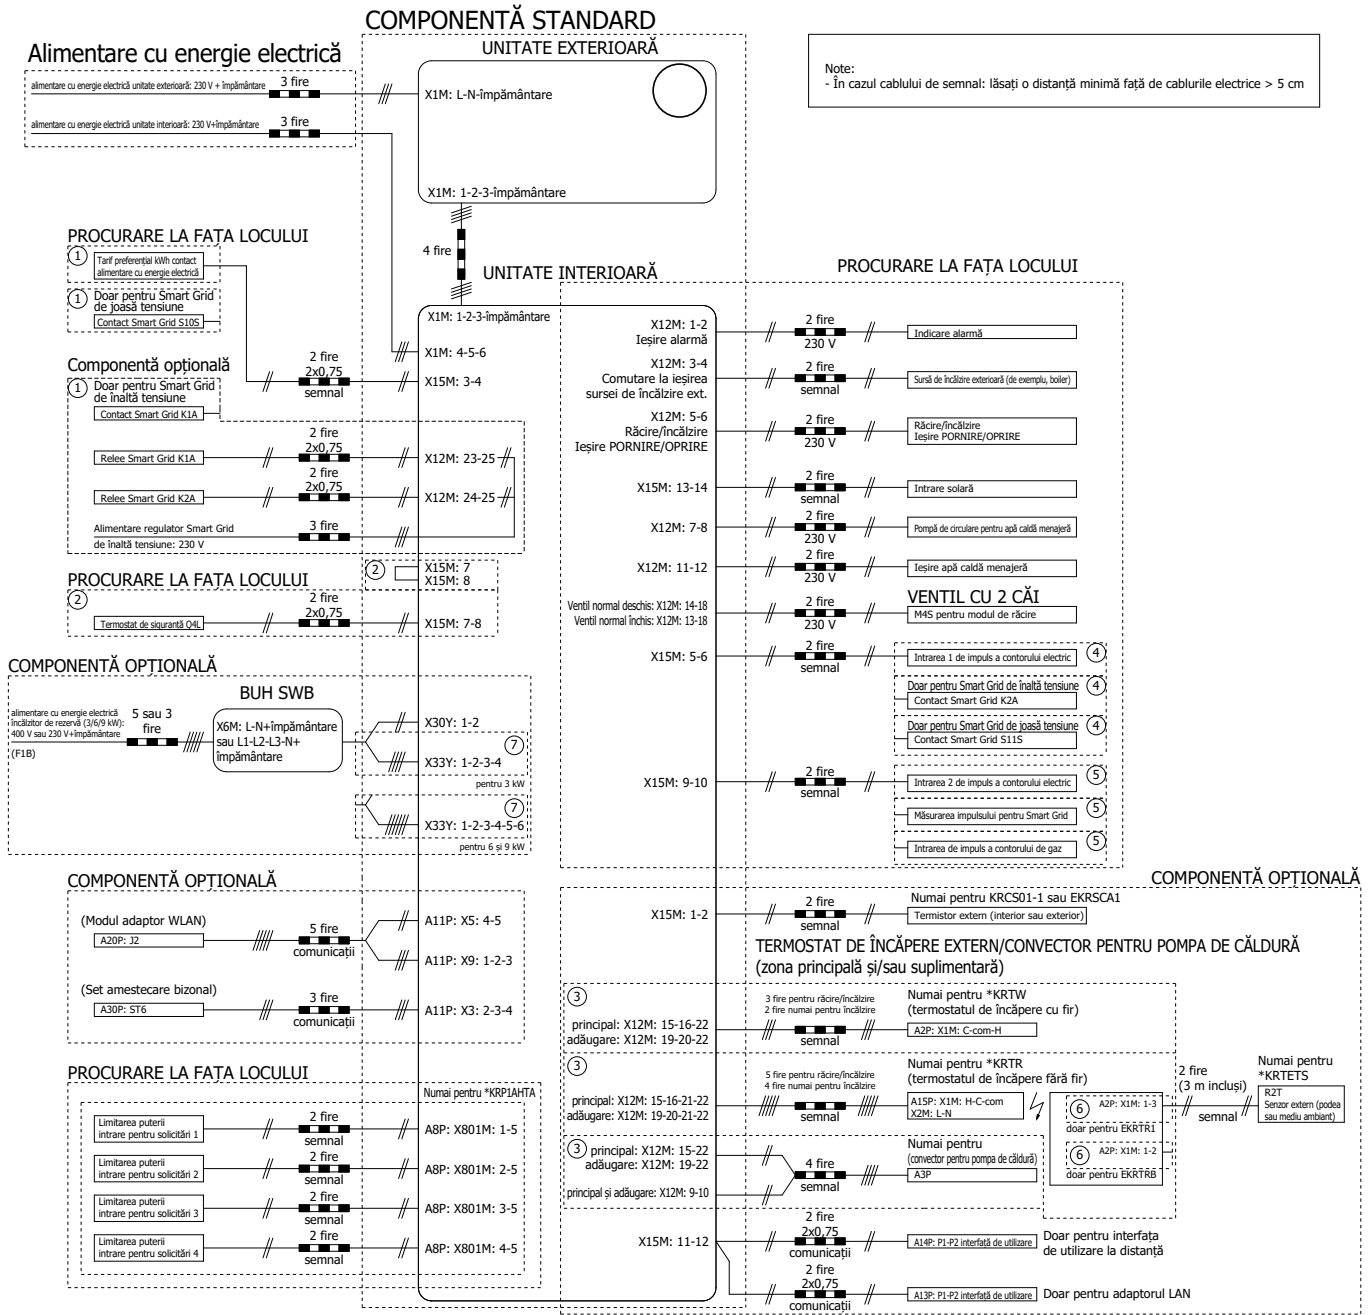 COMPONENTĂ STANDARD
Alimentare cu energie electrică
3 fire
alimentare cu energie electrică unitate exterioară: 230 V + împământare
3 fire
alimentare cu energie electrică unitate interioară: 230 V+împământare
UNITATE EXTERIOARĂ
X1M: L-N-împământare
X1M: 1-2-3-împământare
Note:
- În cazul cablului de semnal: lăsați o distanță minimă față de cablurile electrice > 5 cm
4 fire
UNITATE INTERIOARĂ
X1M: 1-2-3-împământare
X1M: 4-5-6
PROCURARE LA FAȚA LOCULUI
1
Tarif preferențial kWh contact
alimentare cu energie electrică
1
Doar pentru Smart Grid
de joasă tensiune
Contact Smart Grid S10S
2 fire
2x0,75
semnal
X15M: 3-4
Componentă opțională
1
Doar pentru Smart Grid
de înaltă tensiune
Contact Smart Grid K1A
Relee Smart Grid K1A
2 fire
2x0,75
X12M: 23-25
Relee Smart Grid K2A
2 fire
2x0,75
X12M: 24-25
Alimentare regulator Smart Grid
de înaltă tensiune: 230 V
3 fire
2
X15M: 7
X15M: 8
PROCURARE LA FAȚA LOCULUI
2
Termostat de siguranță Q4L
2 fire
2x0,75
X15M: 7-8
COMPONENTĂ OPȚIONALĂ
alimentare cu energie electrică
încălzitor de rezervă (3/6/9 kW):
400 V sau 230 V+împământare
(F1B)
5 sau 3
fire
BUH SWB
X6M: L-N+împământare
sau L1-L2-L3-N+
împământare
X30Y: 1-2
7
X33Y: 1-2-3-4
pentru 3 kW
7
X33Y: 1-2-3-4-5-6
pentru 6 și 9 kW
COMPONENTĂ OPȚIONALĂ
(Modul adaptor WLAN)
A20P: J2
5 fire
comunicații
A11P: X5: 4-5
A11P: X9: 1-2-3
(Set amestecare bizonal)
A30P: ST6
3 fire
comunicații
A11P: X3: 2-3-4
PROCURARE LA FAȚA LOCULUI
Numai pentru *KRP1AHTA
Limitarea puterii
intrare pentru solicitări 1
2 fire
semnal
A8P: X801M: 1-5
Limitarea puterii
intrare pentru solicitări 2
2 fire
semnal
A8P: X801M: 2-5
Limitarea puterii
intrare pentru solicitări 3
2 fire
semnal
A8P: X801M: 3-5
Limitarea puterii
intrare pentru solicitări 4
2 fire
semnal
A8P: X801M: 4-5
PROCURARE LA FAȚA LOCULUI
X12M: 1-2
Ieșire alarmă
2 fire
230 V
Indicare alarmă
X12M: 3-4
Comutare la ieșirea
sursei de încălzire ext.
2 fire
semnal
Sursă de încălzire exterioară (de exemplu, boiler)
X12M: 5-6
Răcire/încălzire
Ieșire PORNIRE/OPRIRE
2 fire
230 V
Răcire/încălzire
Ieșire PORNIRE/OPRIRE
X15M: 13-14
2 fire
semnal
Intrare solară
X12M: 7-8
2 fire
230 V
Pompă de circulare pentru apă caldă menajeră
X12M: 11-12
2 fire
230 V
Ieșire apă caldă menajeră
VENTIL CU 2 CĂI
Ventil normal deschis: X12M: 14-18
Ventil normal închis: X12M: 13-18
2 fire
230 V
M4S pentru modul de răcire
X15M: 5-6
2 fire
semnal
Intrarea 1 de impuls a contorului electric
4
Doar pentru Smart Grid de înaltă tensiune
Contact Smart Grid K2A
4
Doar pentru Smart Grid de joasă tensiune
Contact Smart Grid S11S
4
X15M: 9-10
2 fire
semnal
Intrarea 2 de impuls a contorului electric
5
Măsurarea impulsului pentru Smart Grid
5
Intrarea de impuls a contorului de gaz
5
COMPONENTĂ OPȚIONALĂ
X15M: 1-2
2 fire
semnal
Numai pentru KRCS01-1 sau EKRSCA1
Termistor extern (interior sau exterior)
TERMOSTAT DE ÎNCĂPERE EXTERN/CONVECTOR PENTRU POMPA DE CĂLDURĂ
(zona principală și/sau suplimentară)
3
principal: X12M: 15-16-22
adăugare: X12M: 19-20-22
3 fire pentru răcire/încălzire
2 fire numai pentru încălzire
semnal
Numai pentru *KRTW
(termostatul de încăpere cu fir)
A2P: X1M: C-com-H
3
principal: X12M: 15-16-21-22
adăugare: X12M: 19-20-21-22
5 fire pentru răcire/încălzire
4 fire numai pentru încălzire
semnal
Numai pentru *KRTR
(termostatul de încăpere fără fir)
A15P: X1M: H-C-com
X2M: L-N
6
A2P: X1M: 1-3
doar pentru EKRTR1
6
A2P: X1M: 1-2
doar pentru EKRTRB
2 fire
(3 m incluși)
semnal
Numai pentru
*KRTETS
R2T
Senzor extern (podea
sau mediu ambiant)
3
principal: X12M: 15-22
adăugare: X12M: 19-22
principal și adăugare: X12M: 9-10
4 fire
semnal
Numai pentru
(convector pentru pompa de căldură)
A3P
X15M: 11-12
2 fire
2x0,75
comunicații
A14P: P1-P2 interfață de utilizare
Doar pentru interfața
de utilizare la distanță
2 fire
2x0,75
comunicații
A13P: P1-P2 interfață de utilizare
Doar pentru adaptorul LAN